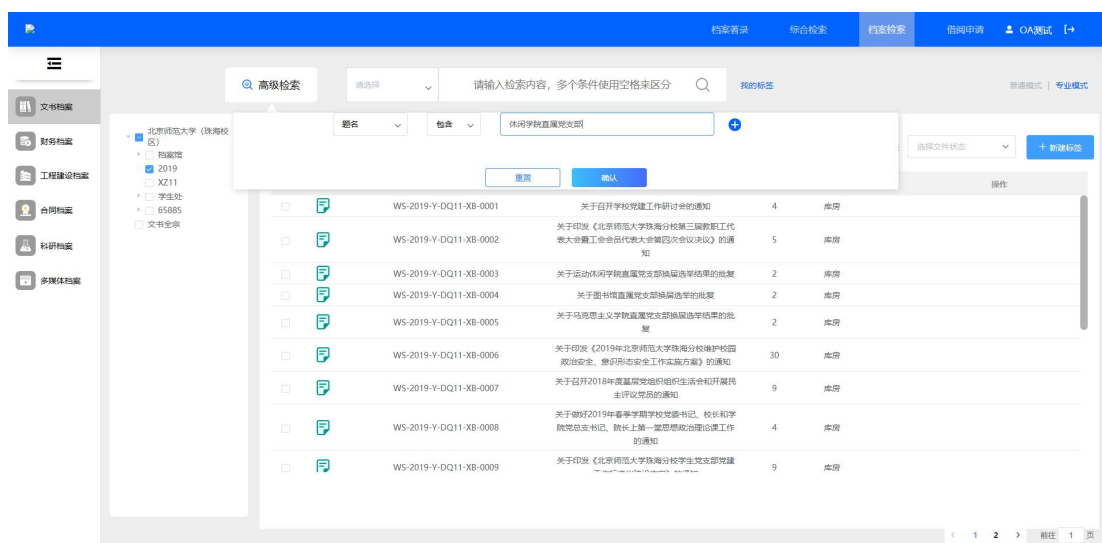 档案著录 综合检索 档案检索 借阅申请 OA测试
高级检索 请选择 请输入检索内容，多个条件使用空格来区分 我的标签 普通模式 | 专业模式
文书档案
财务档案
工程建设档案
合同档案
科研档案
多媒体档案
北京师范大学（珠海校
区）
档案馆
2019
XZ11
学生处
65885
文书全宗
题名 包含 休闲学院直属党支部
重置 确认
选择文件状态 + 新建标签
操作
WS-2019-Y-DQ11-XB-0001 关于召开学校党建工作研讨会的通知 4 库房
关于印发《北京师范大学珠海分校第三届教职工代
WS-2019-Y-DQ11-XB-0002 表大会暨工会会员代表大会第四次会议决议》的通 5 库房
知
WS-2019-Y-DQ11-XB-0003 关于运动休闲学院直属党支部换届选举结果的批复 2 库房
WS-2019-Y-DQ11-XB-0004 关于图书馆直属党支部换届选举的批复 2 库房
关于马克思主义学院直属党支部换届选举结果的批
WS-2019-Y-DQ11-XB-0005 2 库房
复
关于印发《2019年北京师范大学珠海分校维护校园
WS-2019-Y-DQ11-XB-0006 30 库房
政治安全、意识形态安全工作实施方案》的通知
关于召开2018年度基层党组织组织生活会和开展民
WS-2019-Y-DQ11-XB-0007 9 库房
主评议党员的通知
关于做好2019年春季学期学校党委书记、校长和学
WS-2019-Y-DQ11-XB-0008 院党总支书记、院长上第一堂思想政治理论课工作 4 库房
的通知
关于印发《北京师范大学珠海分校学生党支部党建
WS-2019-Y-DQ11-XB-0009 9 库房
< 1 2 > 前往 1 页